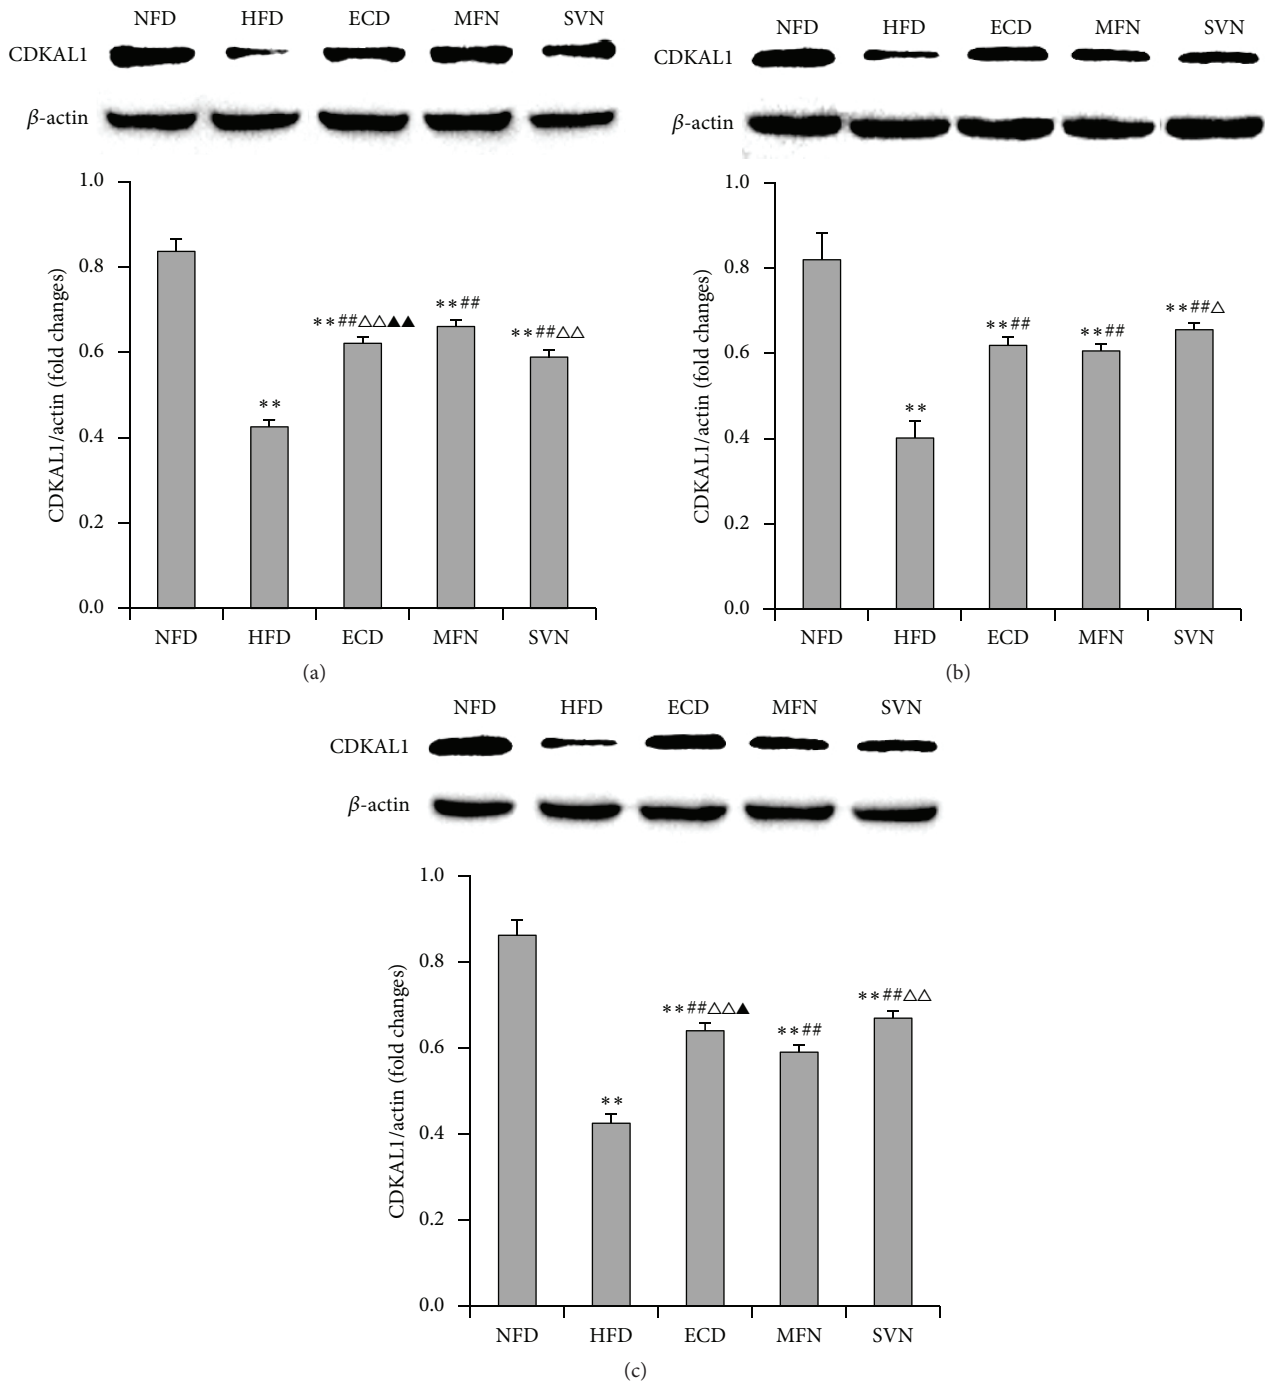 NFD HFD ECD MFN SVN
CDKAL1
β-actin
1.0
0.8
0.6
0.4
0.2
0.0
CDKAL1/actin (fold changes)
**
**##△△▲▲
**##
**##△△
NFD HFD ECD MFN SVN
(a)
NFD HFD ECD MFN SVN
CDKAL1
β-actin
1.0
0.8
0.6
0.4
0.2
0.0
CDKAL1/actin (fold changes)
**
**##
**##
**##△
NFD HFD ECD MFN SVN
(b)
NFD HFD ECD MFN SVN
CDKAL1
β-actin
1.0
0.8
0.6
0.4
0.2
0.0
CDKAL1/actin (fold changes)
**
**##△△▲
**##
**##△△
NFD HFD ECD MFN SVN
(c)